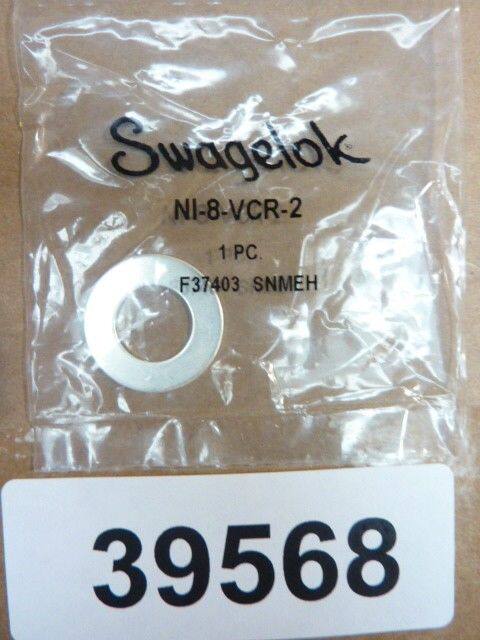 Swagelok
NI-8-VCR-2
1 PC.
F37403 SNMEH
39568